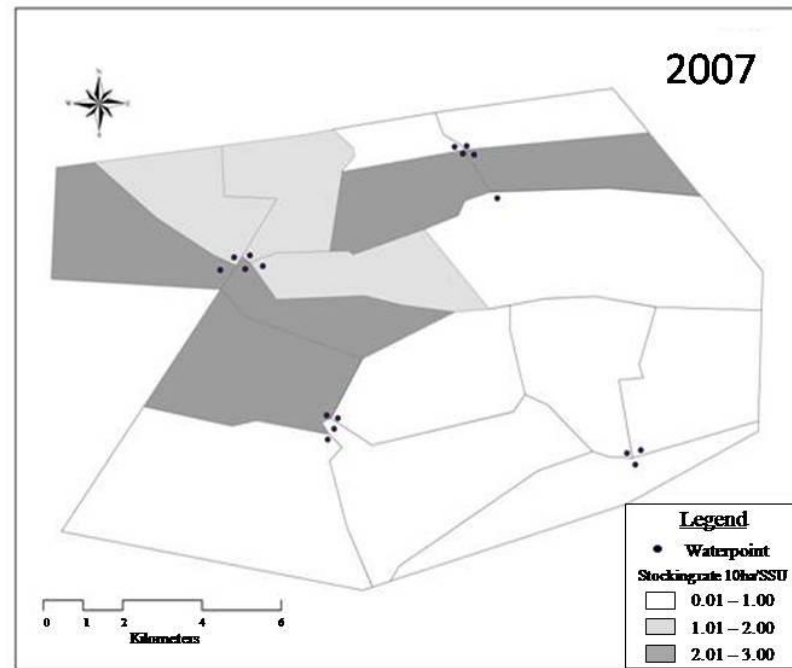 2007
N
W E
S
Legend
Waterpoint
Stockingrate 10ha/SSU
0.01 – 1.00
1.01 – 2.00
2.01 – 3.00
0 1 2 4 6
Kilometers